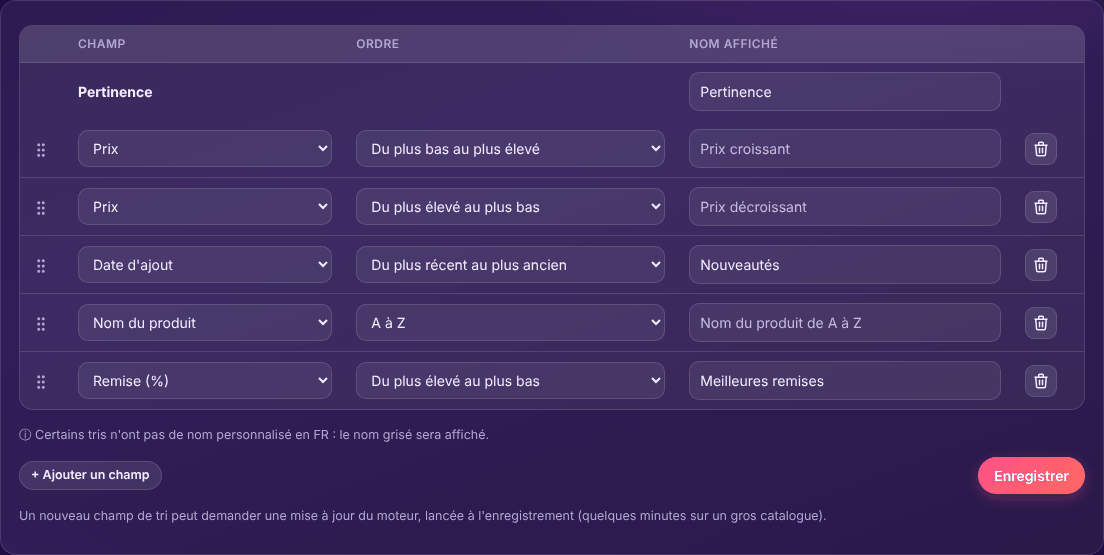 CHAMP ORDRE NOM AFFICHÉ
Pertinence Pertinence
Prix Du plus bas au plus élevé Prix croissant
Prix Du plus élevé au plus bas Prix décroissant
Date d'ajout Du plus récent au plus ancien Nouveautés
Nom du produit A à Z Nom du produit de A à Z
Remise (%) Du plus élevé au plus bas Meilleures remises
ⓘ Certains tris n'ont pas de nom personnalisé en FR : le nom grisé sera affiché.
+ Ajouter un champ Enregistrer
Un nouveau champ de tri peut demander une mise à jour du moteur, lancée à l'enregistrement (quelques minutes sur un gros catalogue).